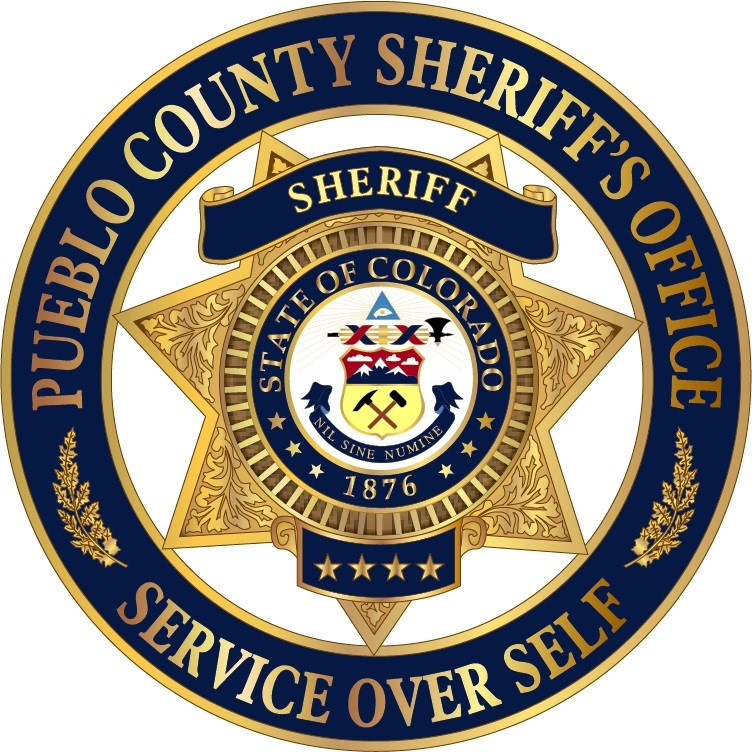 PUEBLO COUNTY SHERIFF'S OFFICE
SHERIFF
STATE OF COLORADO
NIL SINE NUMINE
1876
SERVICE OVER SELF